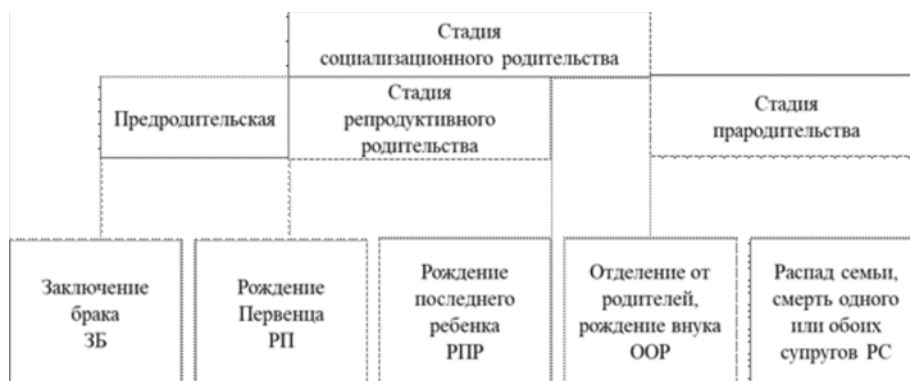 Стадия
социализационного родительства
Предродительская
Стадия
репродуктивного
родительства
Стадия
прародительства
Заключение
брака
ЗБ
Рождение
Первенца
РП
Рождение
последнего
ребенка
РПР
Отделение от
родителей,
рождение внука
ООР
Распад семьи,
смерть одного
или обоих
супругов РС